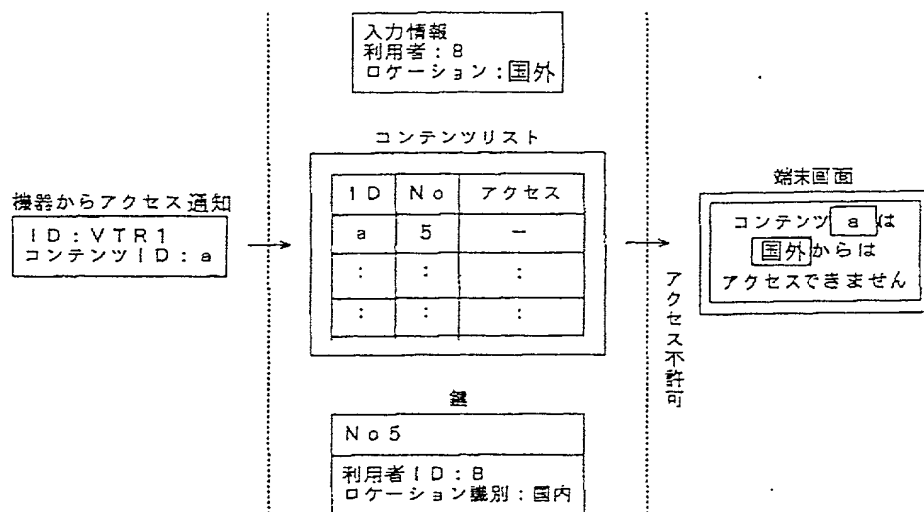 入力情報
利用者：B
ロケーション：国外
コンテンツリスト
機器からアクセス通知
ID：VTR1
コンテンツID：a
ID No アクセス
a 5 －
： ： ：
： ： ：
アクセス不許可
端末画面
コンテンツ a は
国外からは
アクセスできません
鍵
No5
利用者ID：B
ロケーション識別：国内